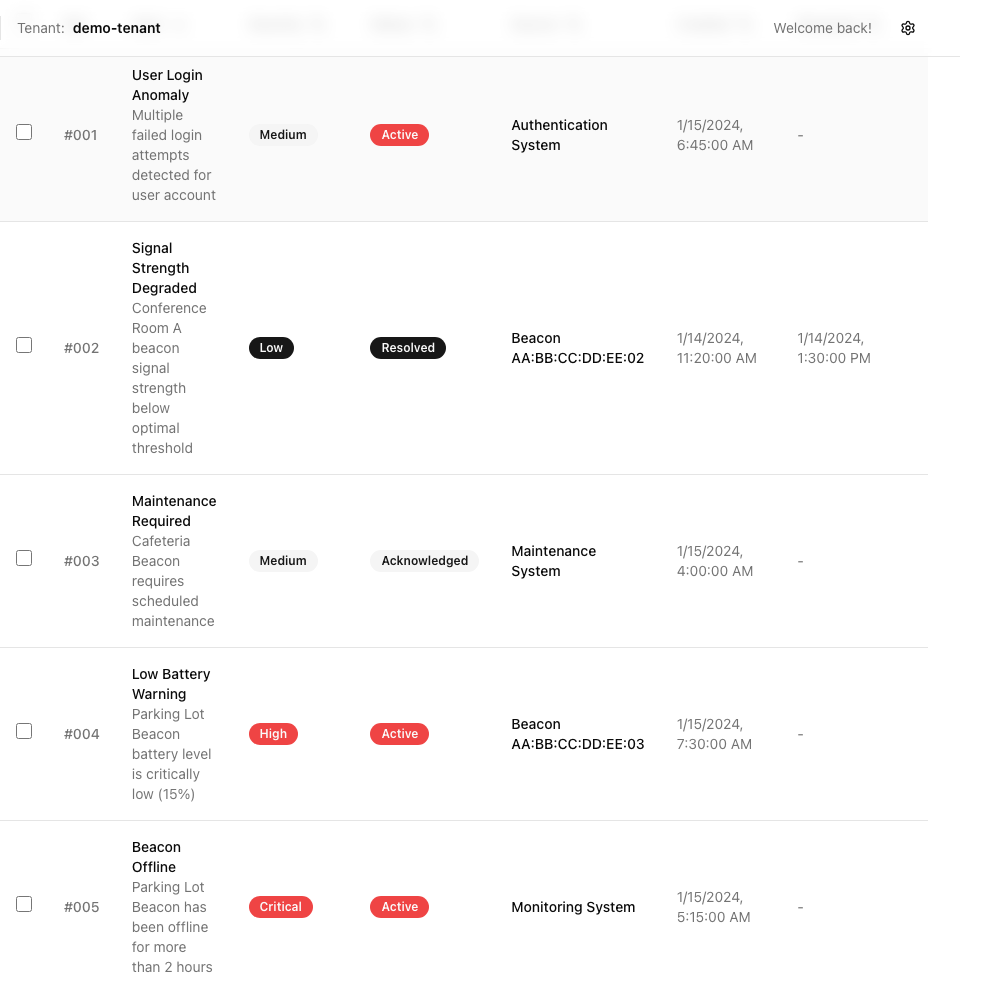 Tenant: demo-tenant Welcome back!
User Login
Anomaly
Multiple
failed login
attempts
detected for
user account
#001
Medium
Active
Authentication
System
1/15/2024,
6:45:00 AM
-
Signal
Strength
Degraded
Conference
Room A
beacon
signal
strength
below
optimal
threshold
#002
Low
Resolved
Beacon
AA:BB:CC:DD:EE:02
1/14/2024,
11:20:00 AM
1/14/2024,
1:30:00 PM
Maintenance
Required
Cafeteria
Beacon
requires
scheduled
maintenance
#003
Medium
Acknowledged
Maintenance
System
1/15/2024,
4:00:00 AM
-
Low Battery
Warning
Parking Lot
Beacon
battery level
is critically
low (15%)
#004
High
Active
Beacon
AA:BB:CC:DD:EE:03
1/15/2024,
7:30:00 AM
-
Beacon
Offline
Parking Lot
Beacon has
been offline
for more
than 2 hours
#005
Critical
Active
Monitoring System
1/15/2024,
5:15:00 AM
-